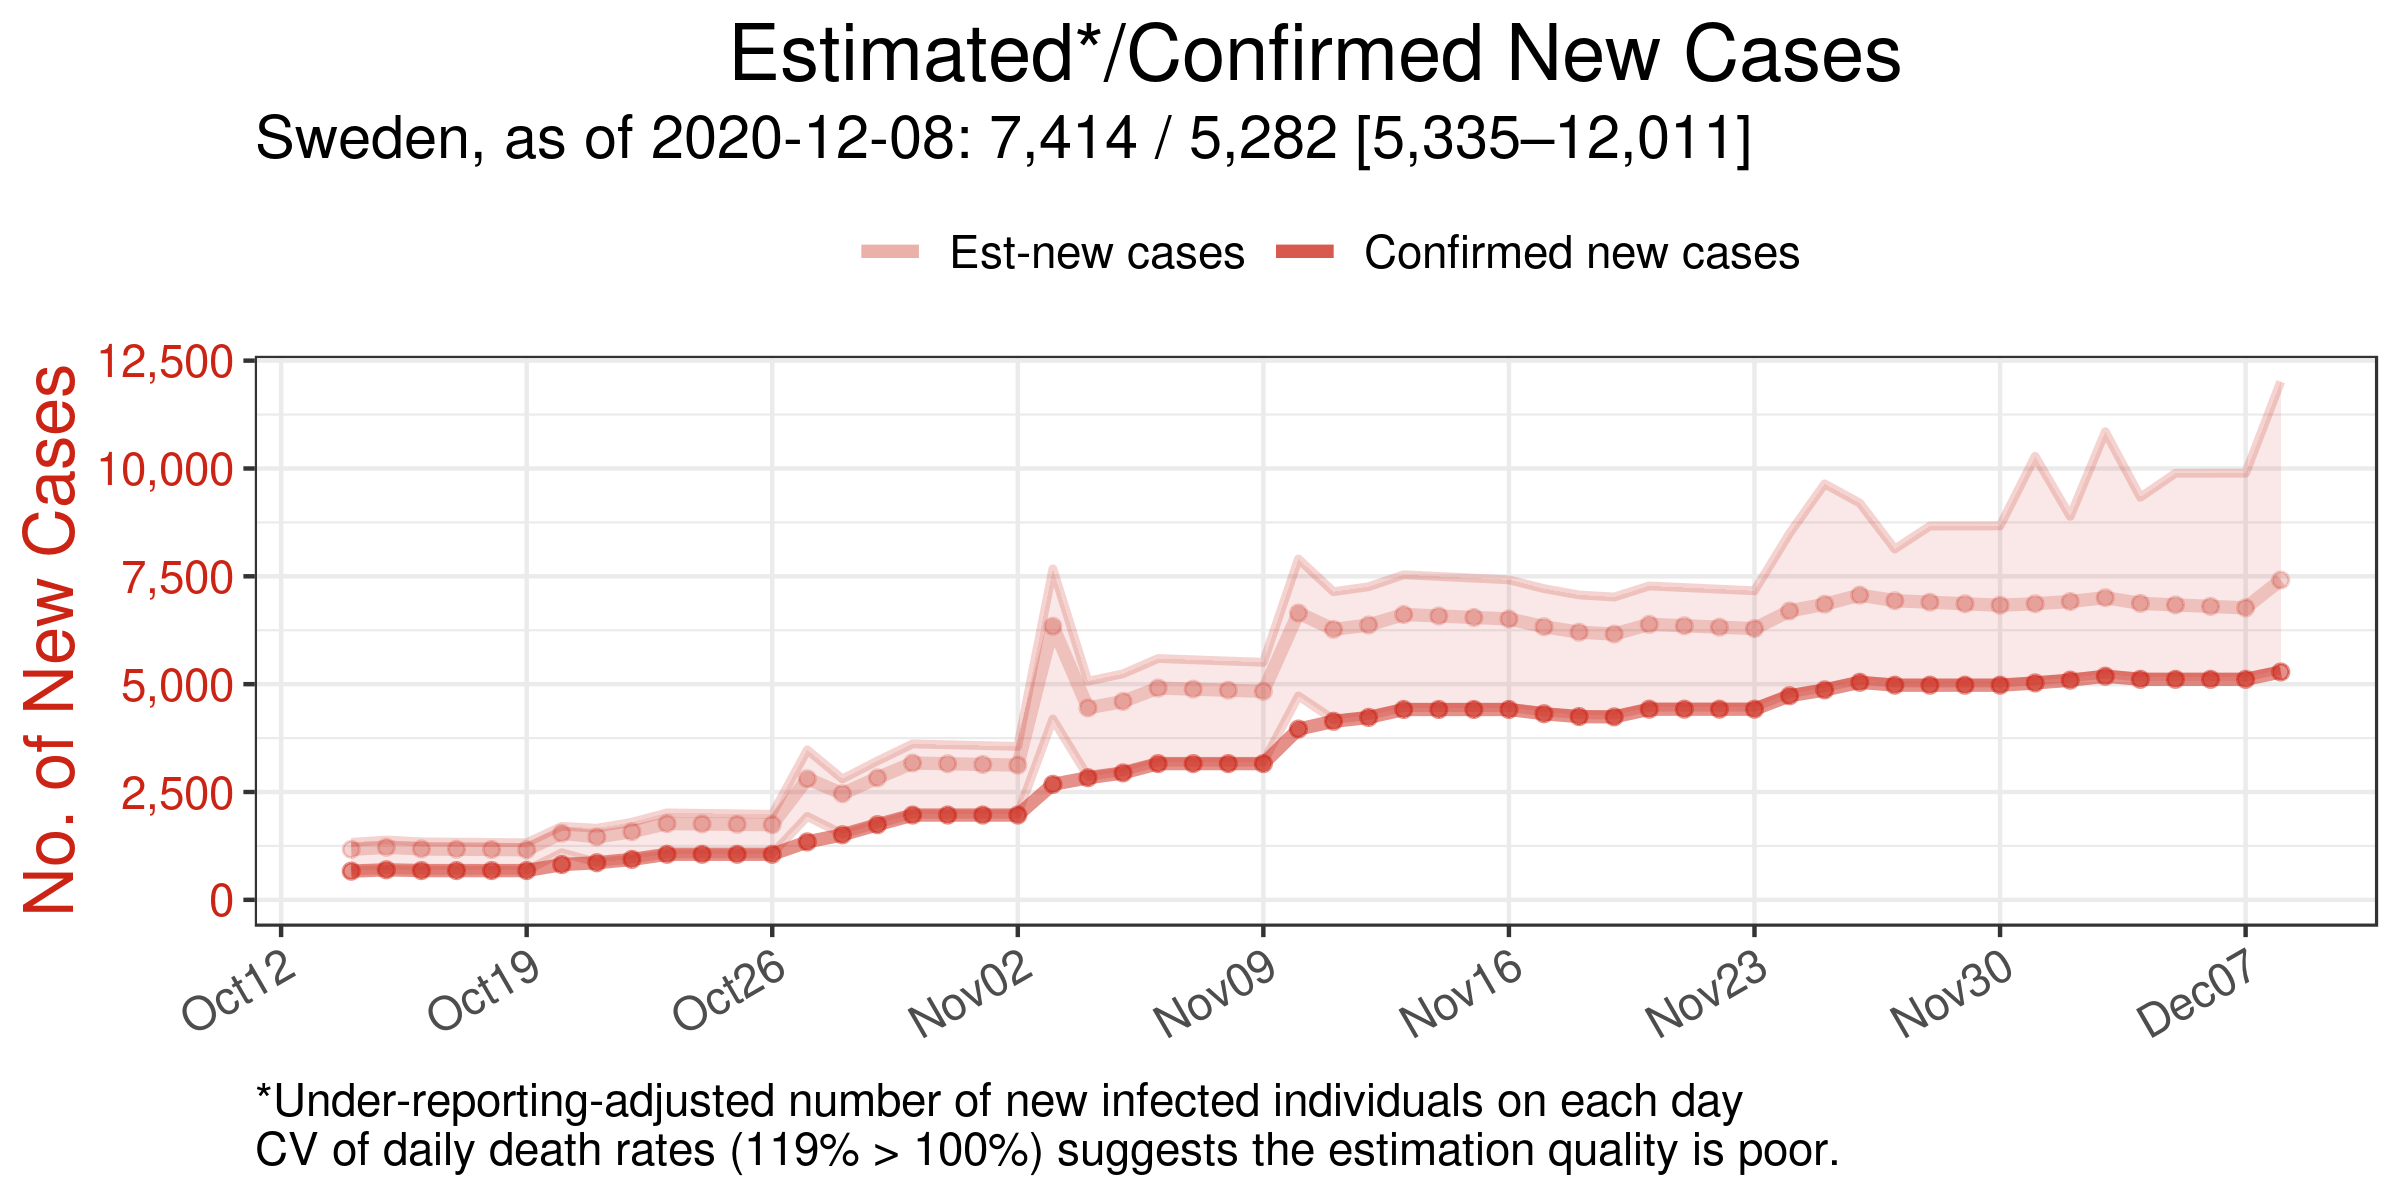 Estimated*/Confirmed New Cases
Sweden, as of 2020-12-08: 7,414 / 5,282 [5,335–12,011]
Est-new cases
Confirmed new cases
No. of New Cases
12,500
10,000
7,500
5,000
2,500
0
Oct12
Oct19
Oct26
Nov02
Nov09
Nov16
Nov23
Nov30
Dec07
*Under-reporting-adjusted number of new infected individuals on each day
CV of daily death rates (119% > 100%) suggests the estimation quality is poor.